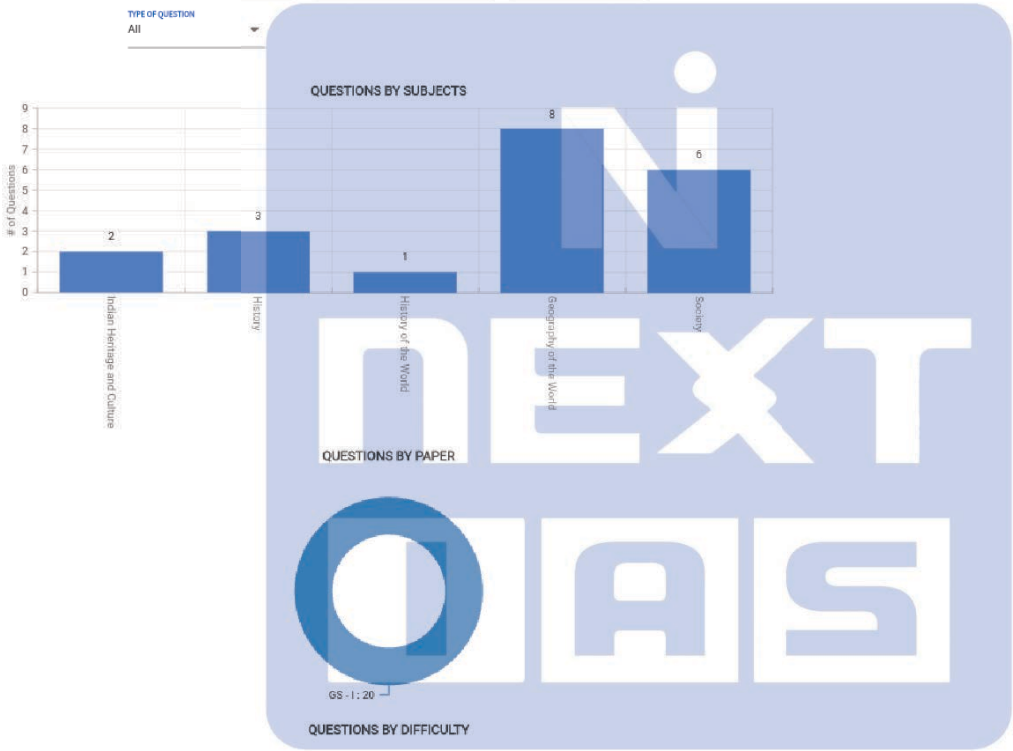 TYPE OF QUESTION
All
QUESTIONS BY SUBJECTS
# of Questions
9
8
7
6
5
4
3
2
1
0
2
3
1
8
6
Indian Heritage and Culture
History
History of the World
Geography of the World
Society
NEXT
IAS
QUESTIONS BY PAPER
GS - I : 20
QUESTIONS BY DIFFICULTY